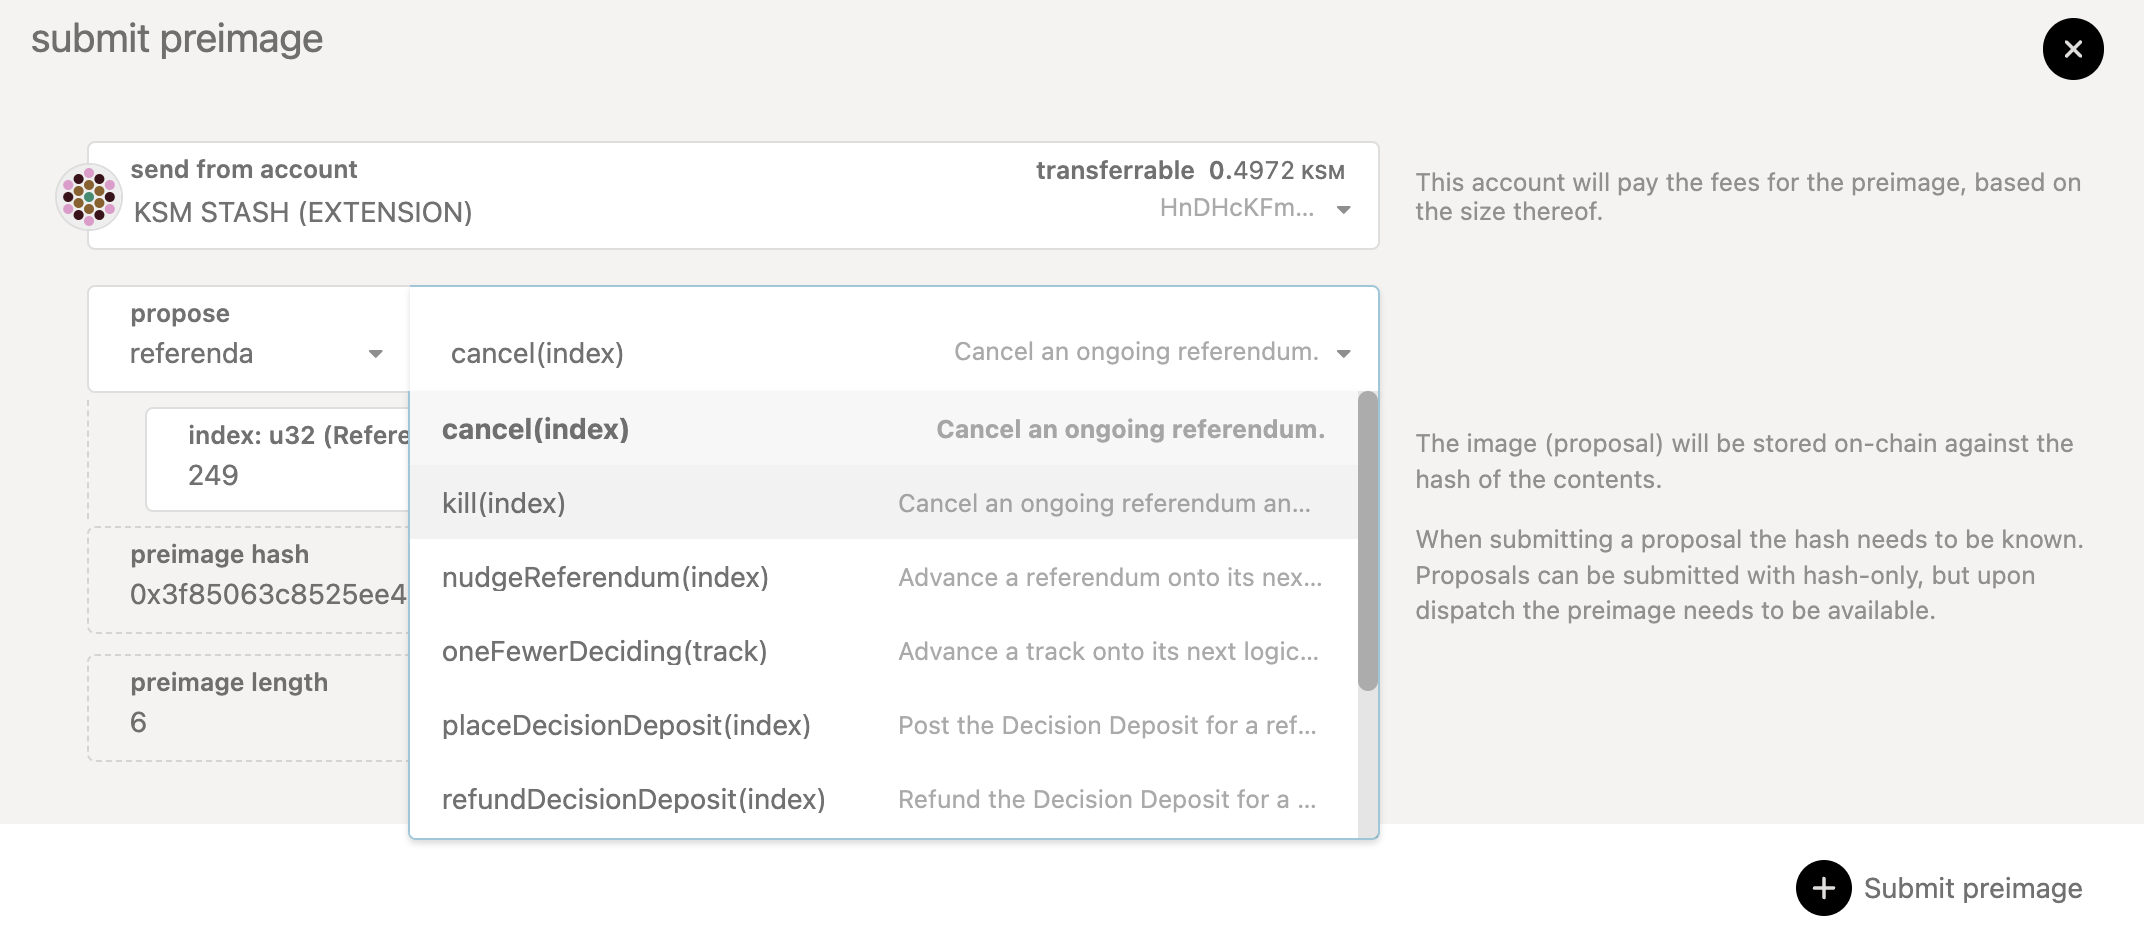 submit preimage
send from account
transferrable 0.4972 KSM
KSM STASH (EXTENSION)
HnDHcKFm...
This account will pay the fees for the preimage, based on
the size thereof.
propose
referenda
cancel(index) Cancel an ongoing referendum.
cancel(index) Cancel an ongoing referendum.
kill(index) Cancel an ongoing referendum an...
nudgeReferendum(index) Advance a referendum onto its nex...
oneFewerDeciding(track) Advance a track onto its next logic...
placeDecisionDeposit(index) Post the Decision Deposit for a ref...
refundDecisionDeposit(index) Refund the Decision Deposit for a ...
index: u32 (Refere
249
preimage hash
0x3f85063c8525ee4
preimage length
6
The image (proposal) will be stored on-chain against the
hash of the contents.
When submitting a proposal the hash needs to be known.
Proposals can be submitted with hash-only, but upon
dispatch the preimage needs to be available.
Submit preimage